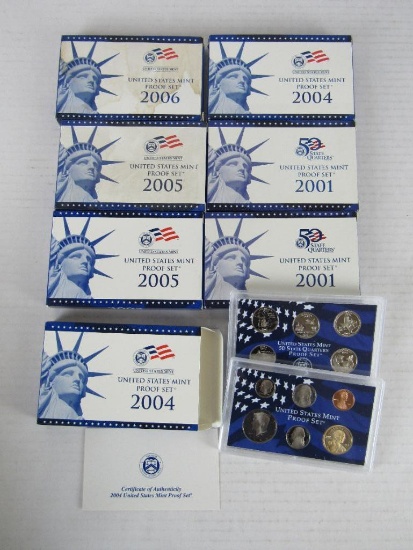 UNITED STATES MINT
PROOF SET
2006
UNITED STATES MINT
PROOF SET
2004
UNITED STATES MINT
PROOF SET
2005
50
STATE
QUARTERS
UNITED STATES MINT
PROOF SET
2001
UNITED STATES MINT
PROOF SET
2005
50
STATE
QUARTERS
UNITED STATES MINT
PROOF SET
2001
UNITED STATES MINT
PROOF SET
2004
UNITED STATES MINT
50 STATE QUARTERS
PROOF SET
UNITED STATES MINT
PROOF SET
Certificate of Authenticity
2004 United States Mint Proof Set